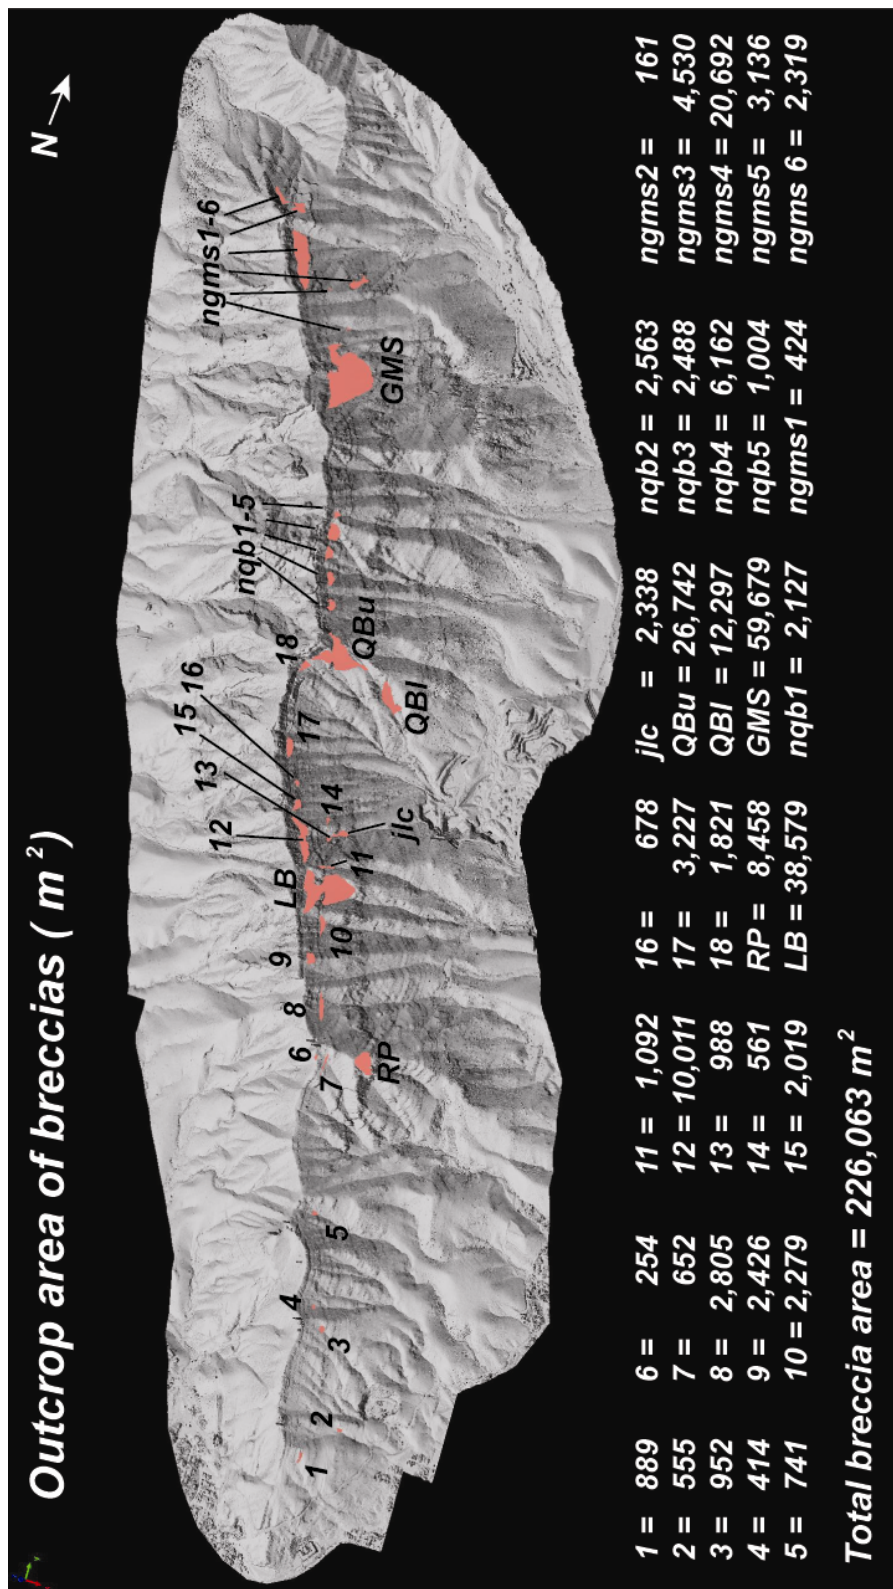 Outcrop area of breccias ( m² )
N
ngms1-6
GMS
nqb1-5
18
QBu
QBl
15 16
13
17
12
14
jlc
LB
11
10
9
8
6
7
RP
5
4
3
2
1
1 = 889 6 = 254 11 = 1,092 16 = 678 jlc = 2,338 nqb2 = 2,563 ngms2 = 161
2 = 555 7 = 652 12 = 10,011 17 = 3,227 QBu = 26,742 nqb3 = 2,488 ngms3 = 4,530
3 = 952 8 = 2,805 13 = 988 18 = 1,821 QBl = 12,297 nqb4 = 6,162 ngms4 = 20,692
4 = 414 9 = 2,426 14 = 561 RP = 8,458 GMS = 59,679 nqb5 = 1,004 ngms5 = 3,136
5 = 741 10 = 2,279 15 = 2,019 LB = 38,579 nqb1 = 2,127 ngms1 = 424 ngms 6 = 2,319
Total breccia area = 226,063 m²